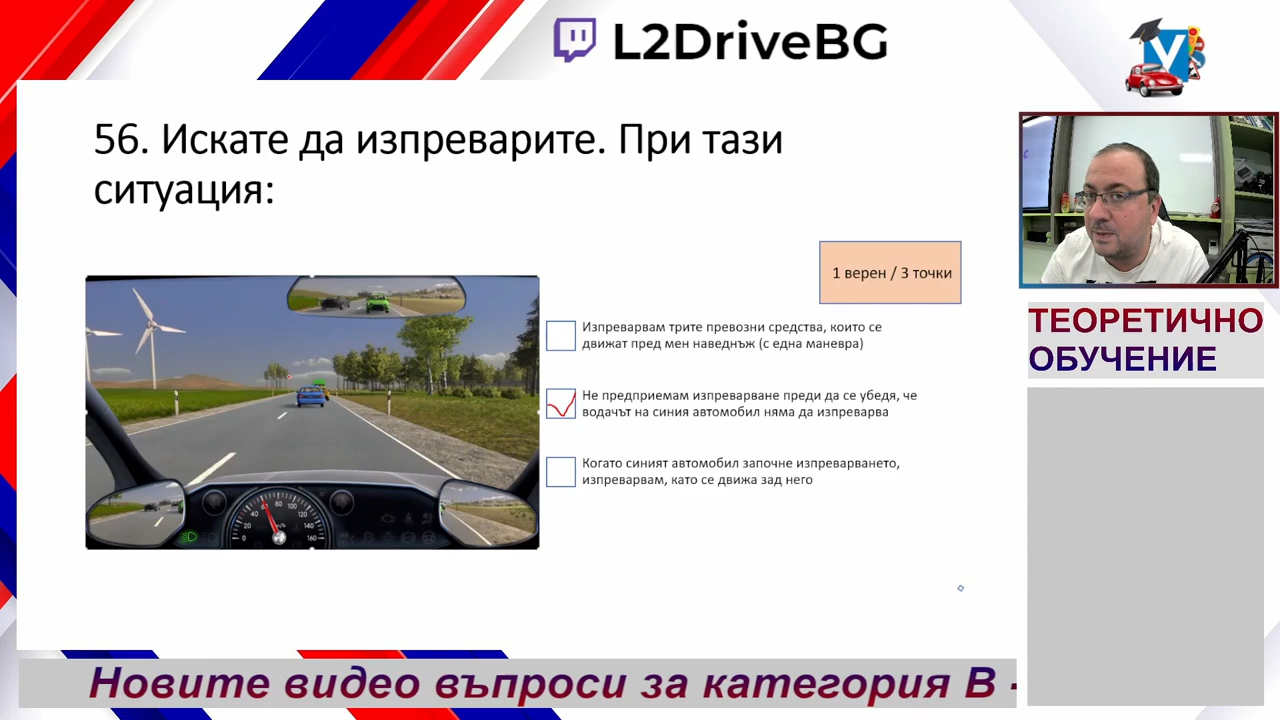 L2DriveBG
56. Искате да изпреварите. При тази
ситуация:
1 верен / 3 точки
Изпреварвам трите превозни средства, които се
движат пред мен наведнъж (с една маневра)
Не предприемам изпреварване преди да се убедя, че
водачът на синия автомобил няма да изпреварва
Когато синият автомобил започне изпреварването,
изпреварвам, като се движа зад него
ТЕОРЕТИЧНО
ОБУЧЕНИЕ
Новите видео въпроси за категория В -